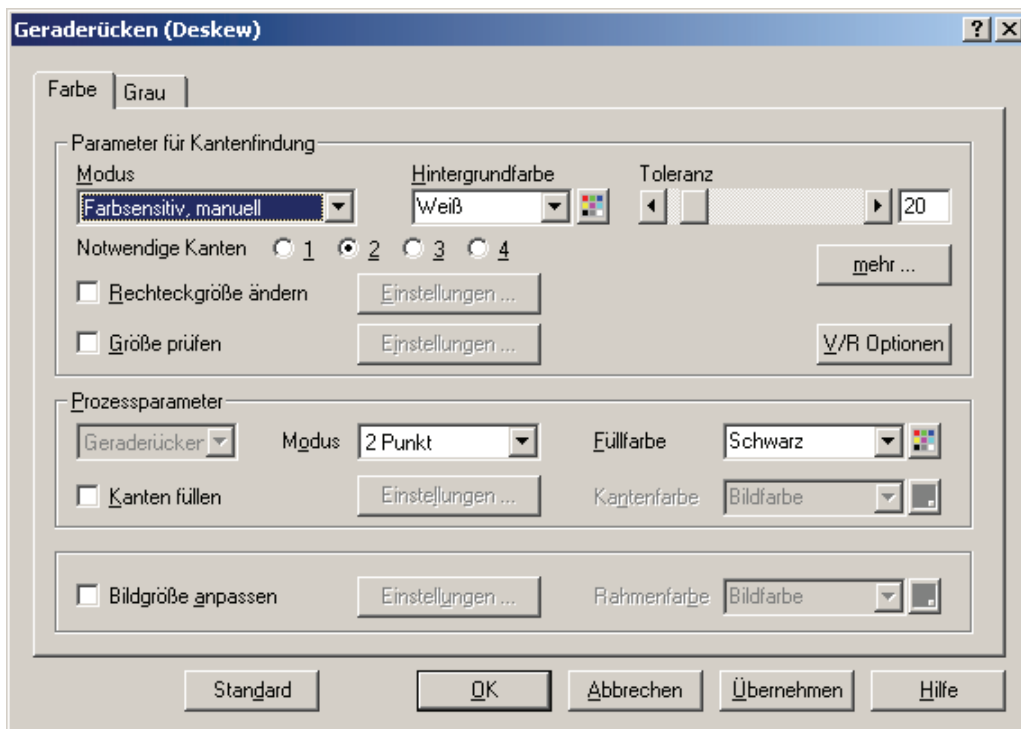 Geraderücken (Deskew)
Farbe Grau
Parameter für Kantenfindung
Modus Hintergrundfarbe Toleranz
Farbsensitiv, manuell Weiß 20
Notwendige Kanten 1 2 3 4
mehr ...
Rechteckgröße ändern Einstellungen ...
Größe prüfen Einstellungen ... V/R Optionen
Prozessparameter
Geraderücker Modus 2 Punkt Füllfarbe Schwarz
Kanten füllen Einstellungen ... Kantenfarbe Bildfarbe
Bildgröße anpassen Einstellungen ... Rahmenfarbe Bildfarbe
Standard OK Abbrechen Übernehmen Hilfe